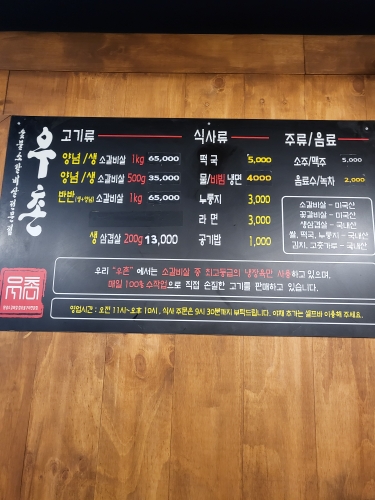 숯불소갈비살전문점
우촌
고기류
양념/생 소갈비살 1kg 65,000
양념/생 소갈비살 500g 35,000
반반(생+양념) 소갈비살 1kg 65,000
생 삼겹살 200g 13,000
식사류
떡국 5,000
물/비빔 냉면 4000
누룽지 3,000
라면 3,000
공기밥 1,000
주류/음료
소주/맥주 5,000
음료수/녹차 2,000
소갈비살 - 미국산
꽃갈비살 - 미국산
생삼겹살 - 국내산
쌀, 떡국, 누룽지 - 국내산
김치, 고춧가루 - 국내산
우리 "우촌" 에서는 소갈비살 중 최고등급의 냉장육만 사용하고 있으며,
매일 100% 수작업으로 직접 손질한 고기를 판매하고 있습니다.
영업시간 : 오전 11시~오후 10시, 식사 주문은 9시 30분까지 부탁드립니다. 야채 추가는 셀프바 이용해 주세요.